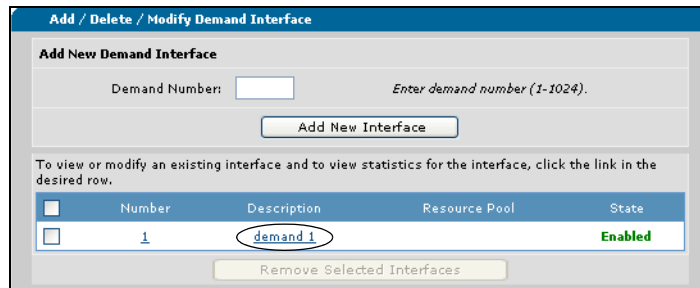 Add / Delete / Modify Demand Interface
Add New Demand Interface
Demand Number: Enter demand number (1-1024).
Add New Interface
To view or modify an existing interface and to view statistics for the interface, click the link in the
desired row.
Number Description Resource Pool State
1 demand 1 Enabled
Remove Selected Interfaces